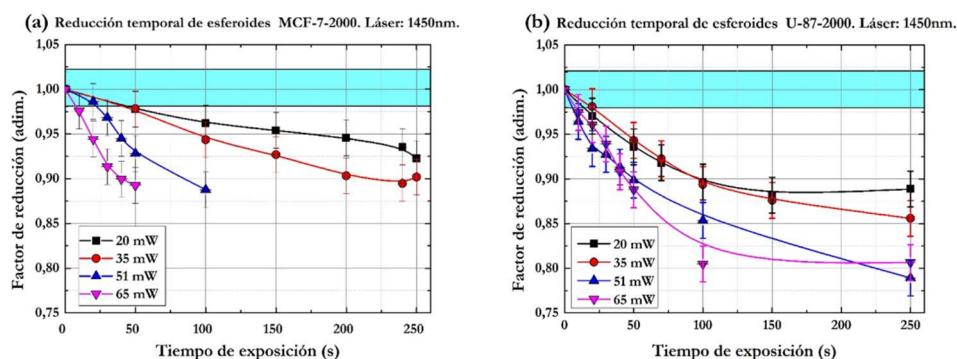 (a) Reducción temporal de esferoides MCF-7-2000. Láser: 1450nm.
Factor de reducción (adim.)
1,05
1,00
0,95
0,90
0,85
0,80
0,75
20 mW
35 mW
51 mW
65 mW
0 50 100 150 200 250
Tiempo de exposición (s)
(b) Reducción temporal de esferoides U-87-2000. Láser: 1450nm.
Factor de reducción (adim.)
1,05
1,00
0,95
0,90
0,85
0,80
0,75
20 mW
35 mW
51 mW
65 mW
0 50 100 150 200 250
Tiempo de exposición (s)